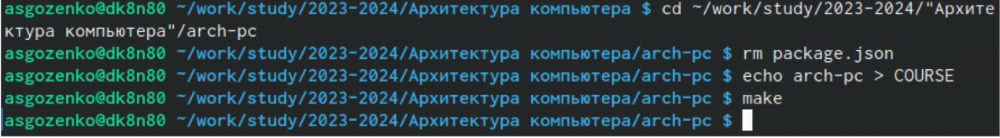 asgozenko@dk8n80 ~/work/study/2023-2024/Архитектура компьютера $ cd ~/work/study/2023-2024/"Архите
ктура компьютера"/arch-pc
asgozenko@dk8n80 ~/work/study/2023-2024/Архитектура компьютера/arch-pc $ rm package.json
asgozenko@dk8n80 ~/work/study/2023-2024/Архитектура компьютера/arch-pc $ echo arch-pc > COURSE
asgozenko@dk8n80 ~/work/study/2023-2024/Архитектура компьютера/arch-pc $ make
asgozenko@dk8n80 ~/work/study/2023-2024/Архитектура компьютера/arch-pc $